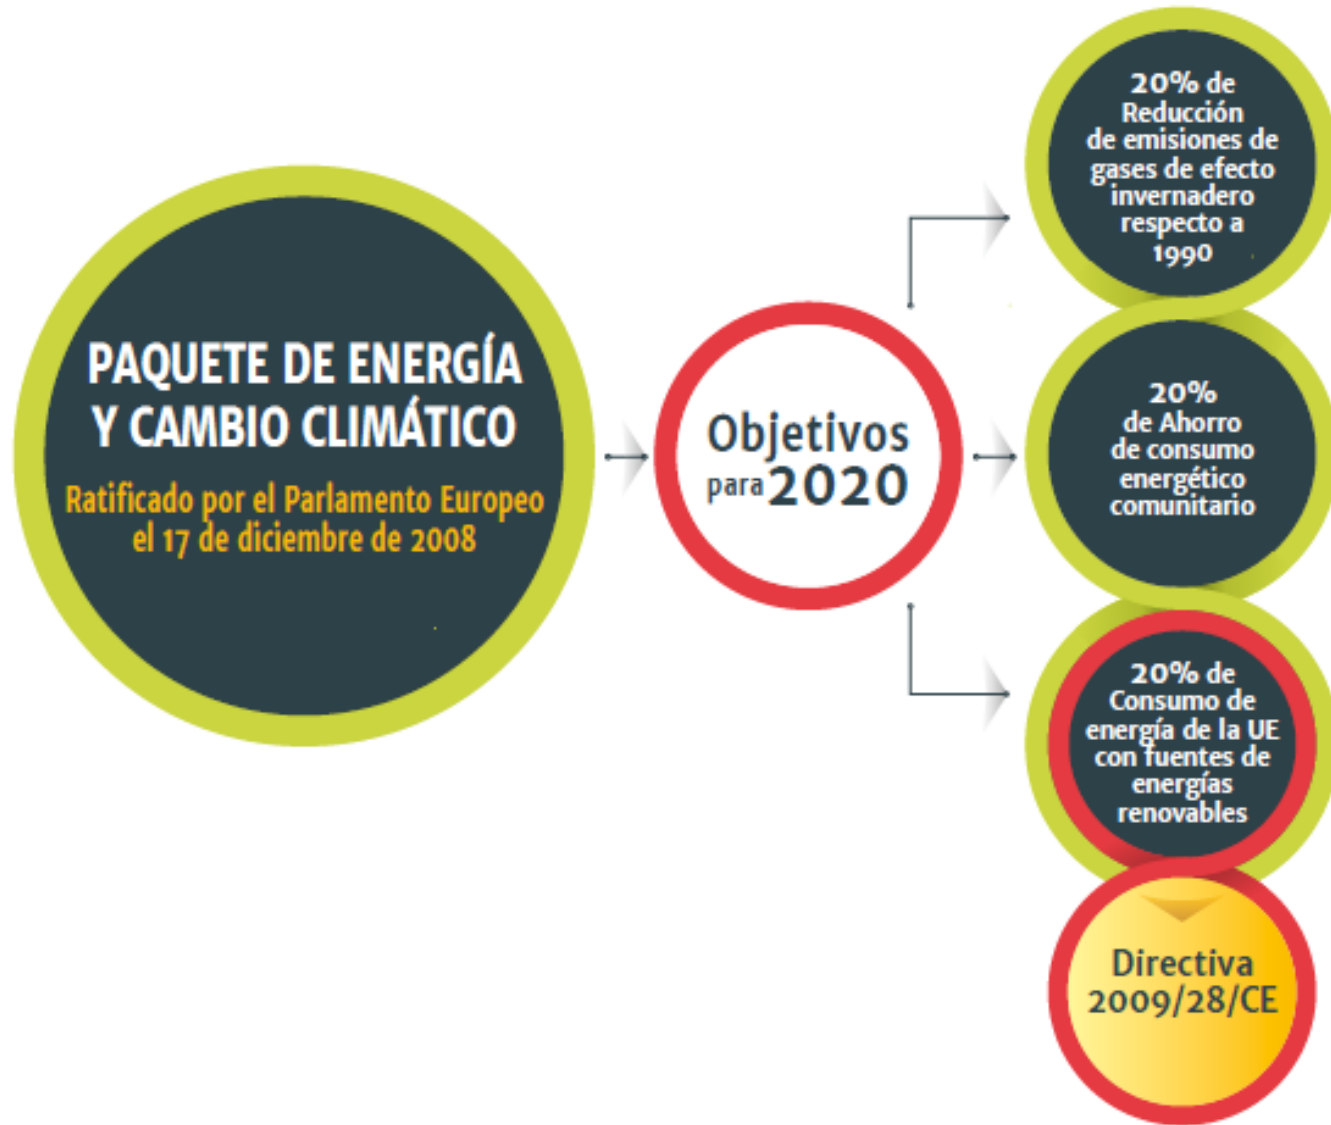 PAQUETE DE ENERGÍA
Y CAMBIO CLIMÁTICO
Ratificado por el Parlamento Europeo
el 17 de diciembre de 2008
Objetivos
para 2020
20% de
Reducción
de emisiones de
gases de efecto
invernadero
respecto a
1990
20%
de Ahorro
de consumo
energético
comunitario
20% de
Consumo de
energía de la UE
con fuentes de
energías
renovables
Directiva
2009/28/CE